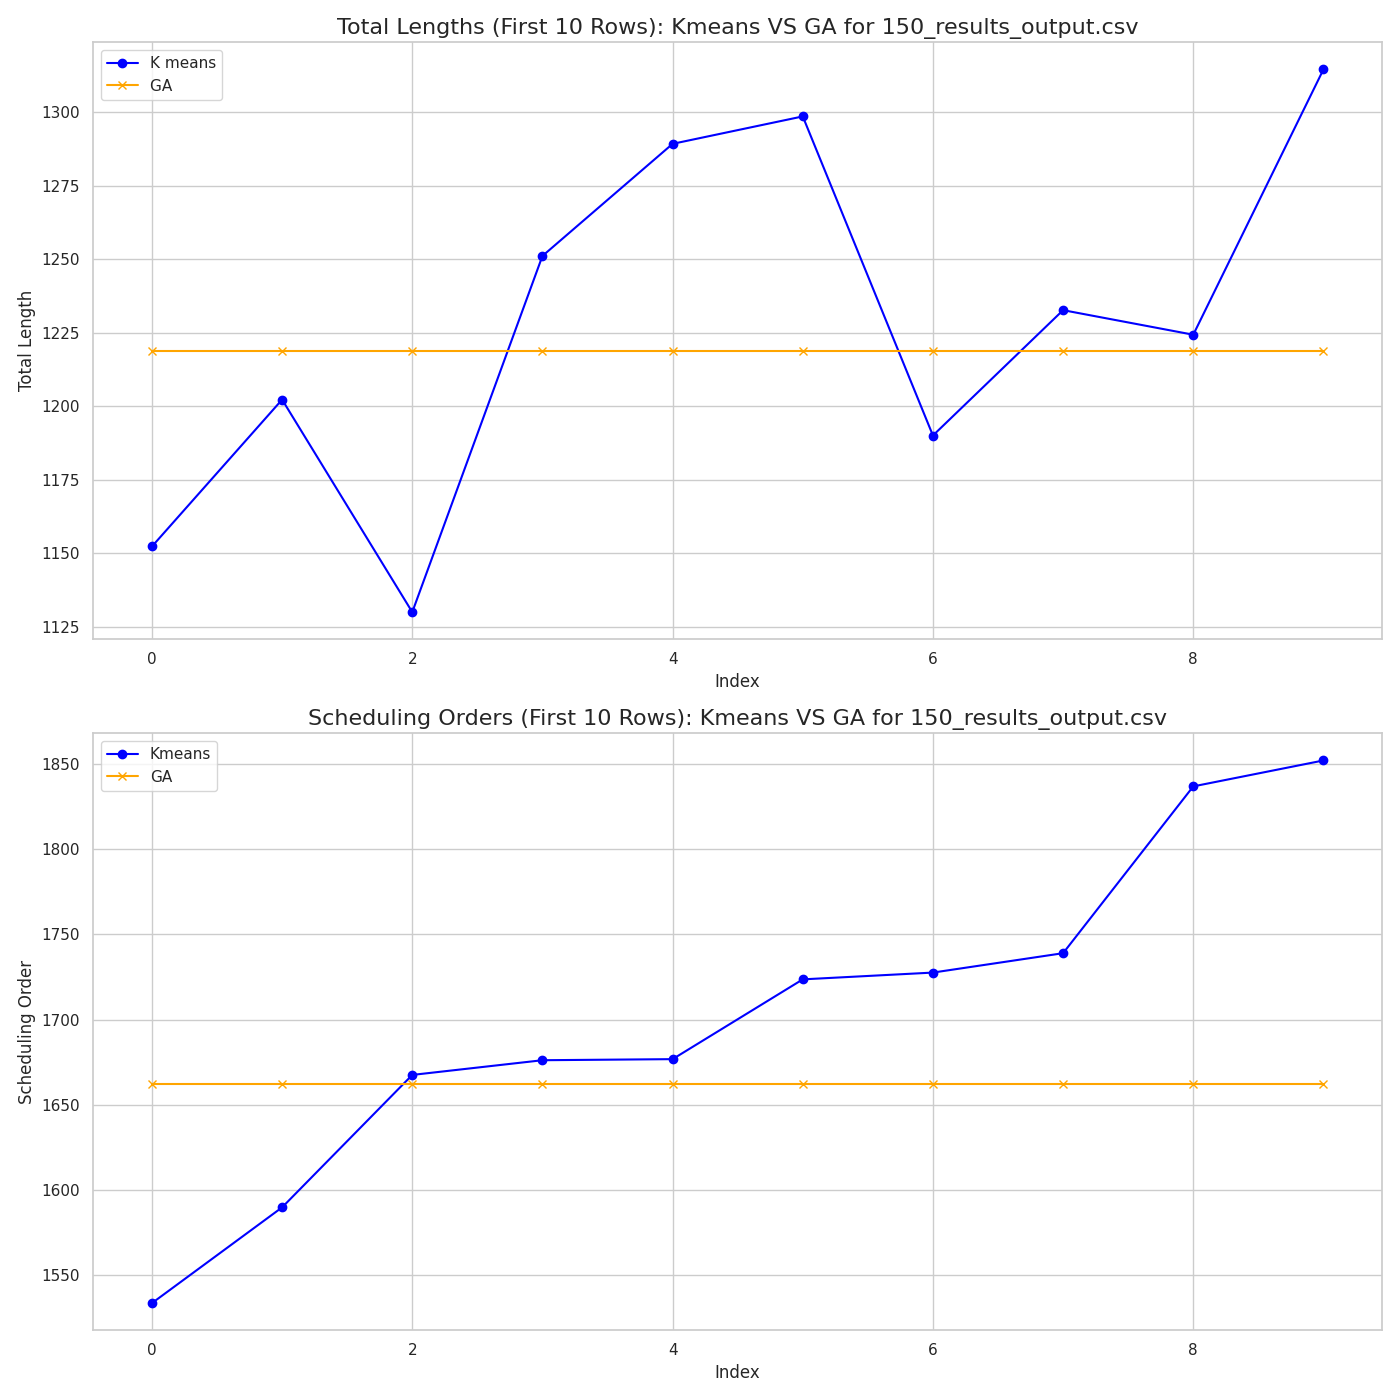 Total Lengths (First 10 Rows): Kmeans VS GA for 150_results_output.csv
K means
GA
1300
1275
1250
1225
1200
1175
1150
1125
Total Length
0 2 4 6 8
Index
Scheduling Orders (First 10 Rows): Kmeans VS GA for 150_results_output.csv
Kmeans
GA
1850
1800
1750
1700
1650
1600
1550
Scheduling Order
0 2 4 6 8
Index